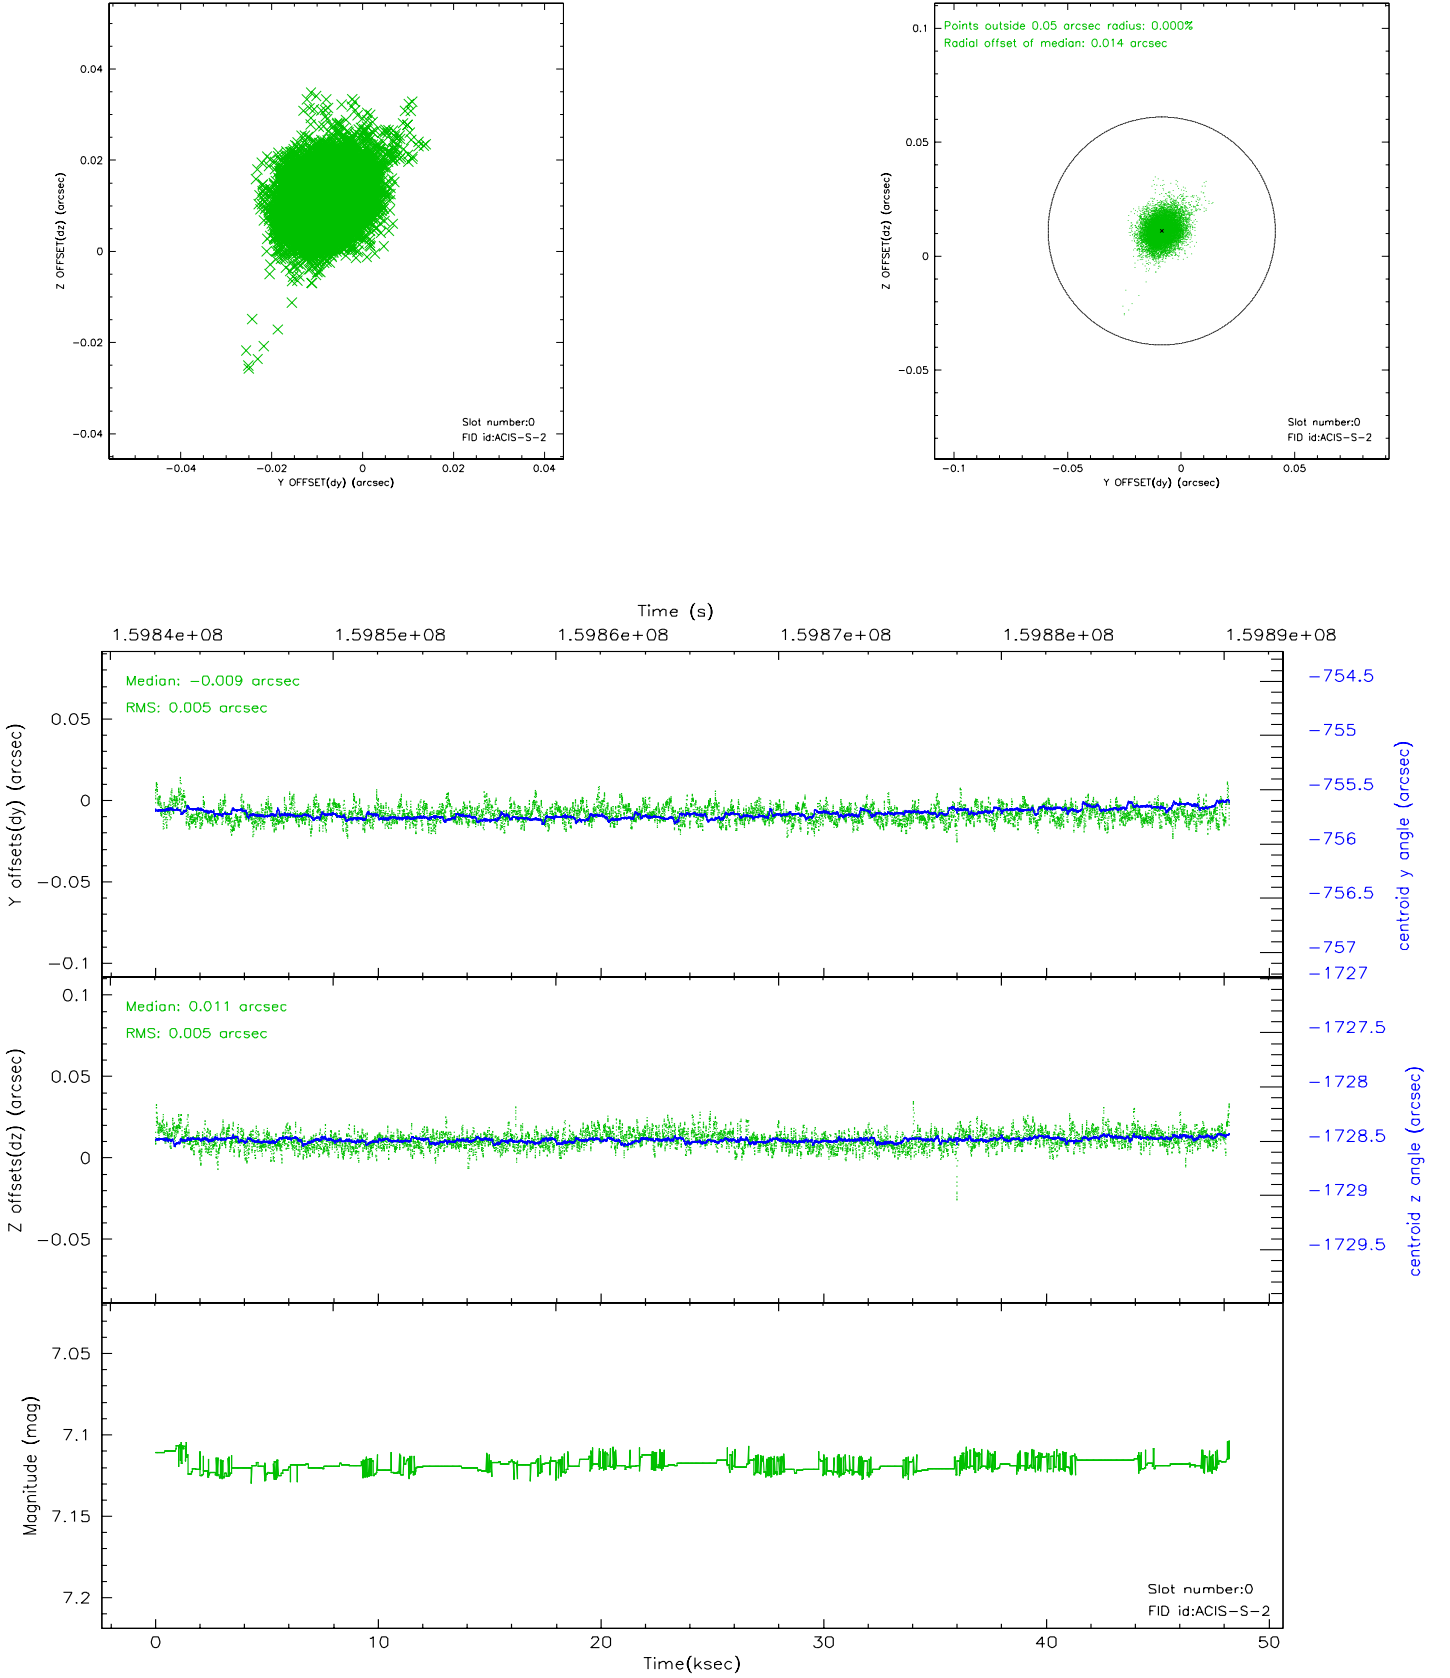 0.04
0.02
0
−0.02
−0.04
Z OFFSET(dz) (arcsec)
Slot number:0
FID id:ACIS−S−2
−0.04
−0.02
0
0.02
0.04
Y OFFSET(dy) (arcsec)
Points outside 0.05 arcsec radius: 0.000%
Radial offset of median: 0.014 arcsec
0.1
0.05
0
−0.05
Z OFFSET(dz) (arcsec)
Slot number:0
FID id:ACIS−S−2
−0.1
−0.05
0
0.05
Y OFFSET(dy) (arcsec)
Time (s)
1.5984e+08
1.5985e+08
1.5986e+08
1.5987e+08
1.5988e+08
1.5989e+08
Median: −0.009 arcsec
RMS: 0.005 arcsec
0.05
0
−0.05
−0.1
Y offsets(dy) (arcsec)
−754.5
−755
−755.5
−756
−756.5
−757
centroid y angle (arcsec)
Median: 0.011 arcsec
RMS: 0.005 arcsec
0.1
0.05
0
−0.05
Z offsets(dz) (arcsec)
−1727
−1727.5
−1728
−1728.5
−1729
−1729.5
centroid z angle (arcsec)
7.05
7.1
7.15
7.2
Magnitude (mag)
Slot number:0
FID id:ACIS−S−2
0
10
20
30
40
50
Time(ksec)